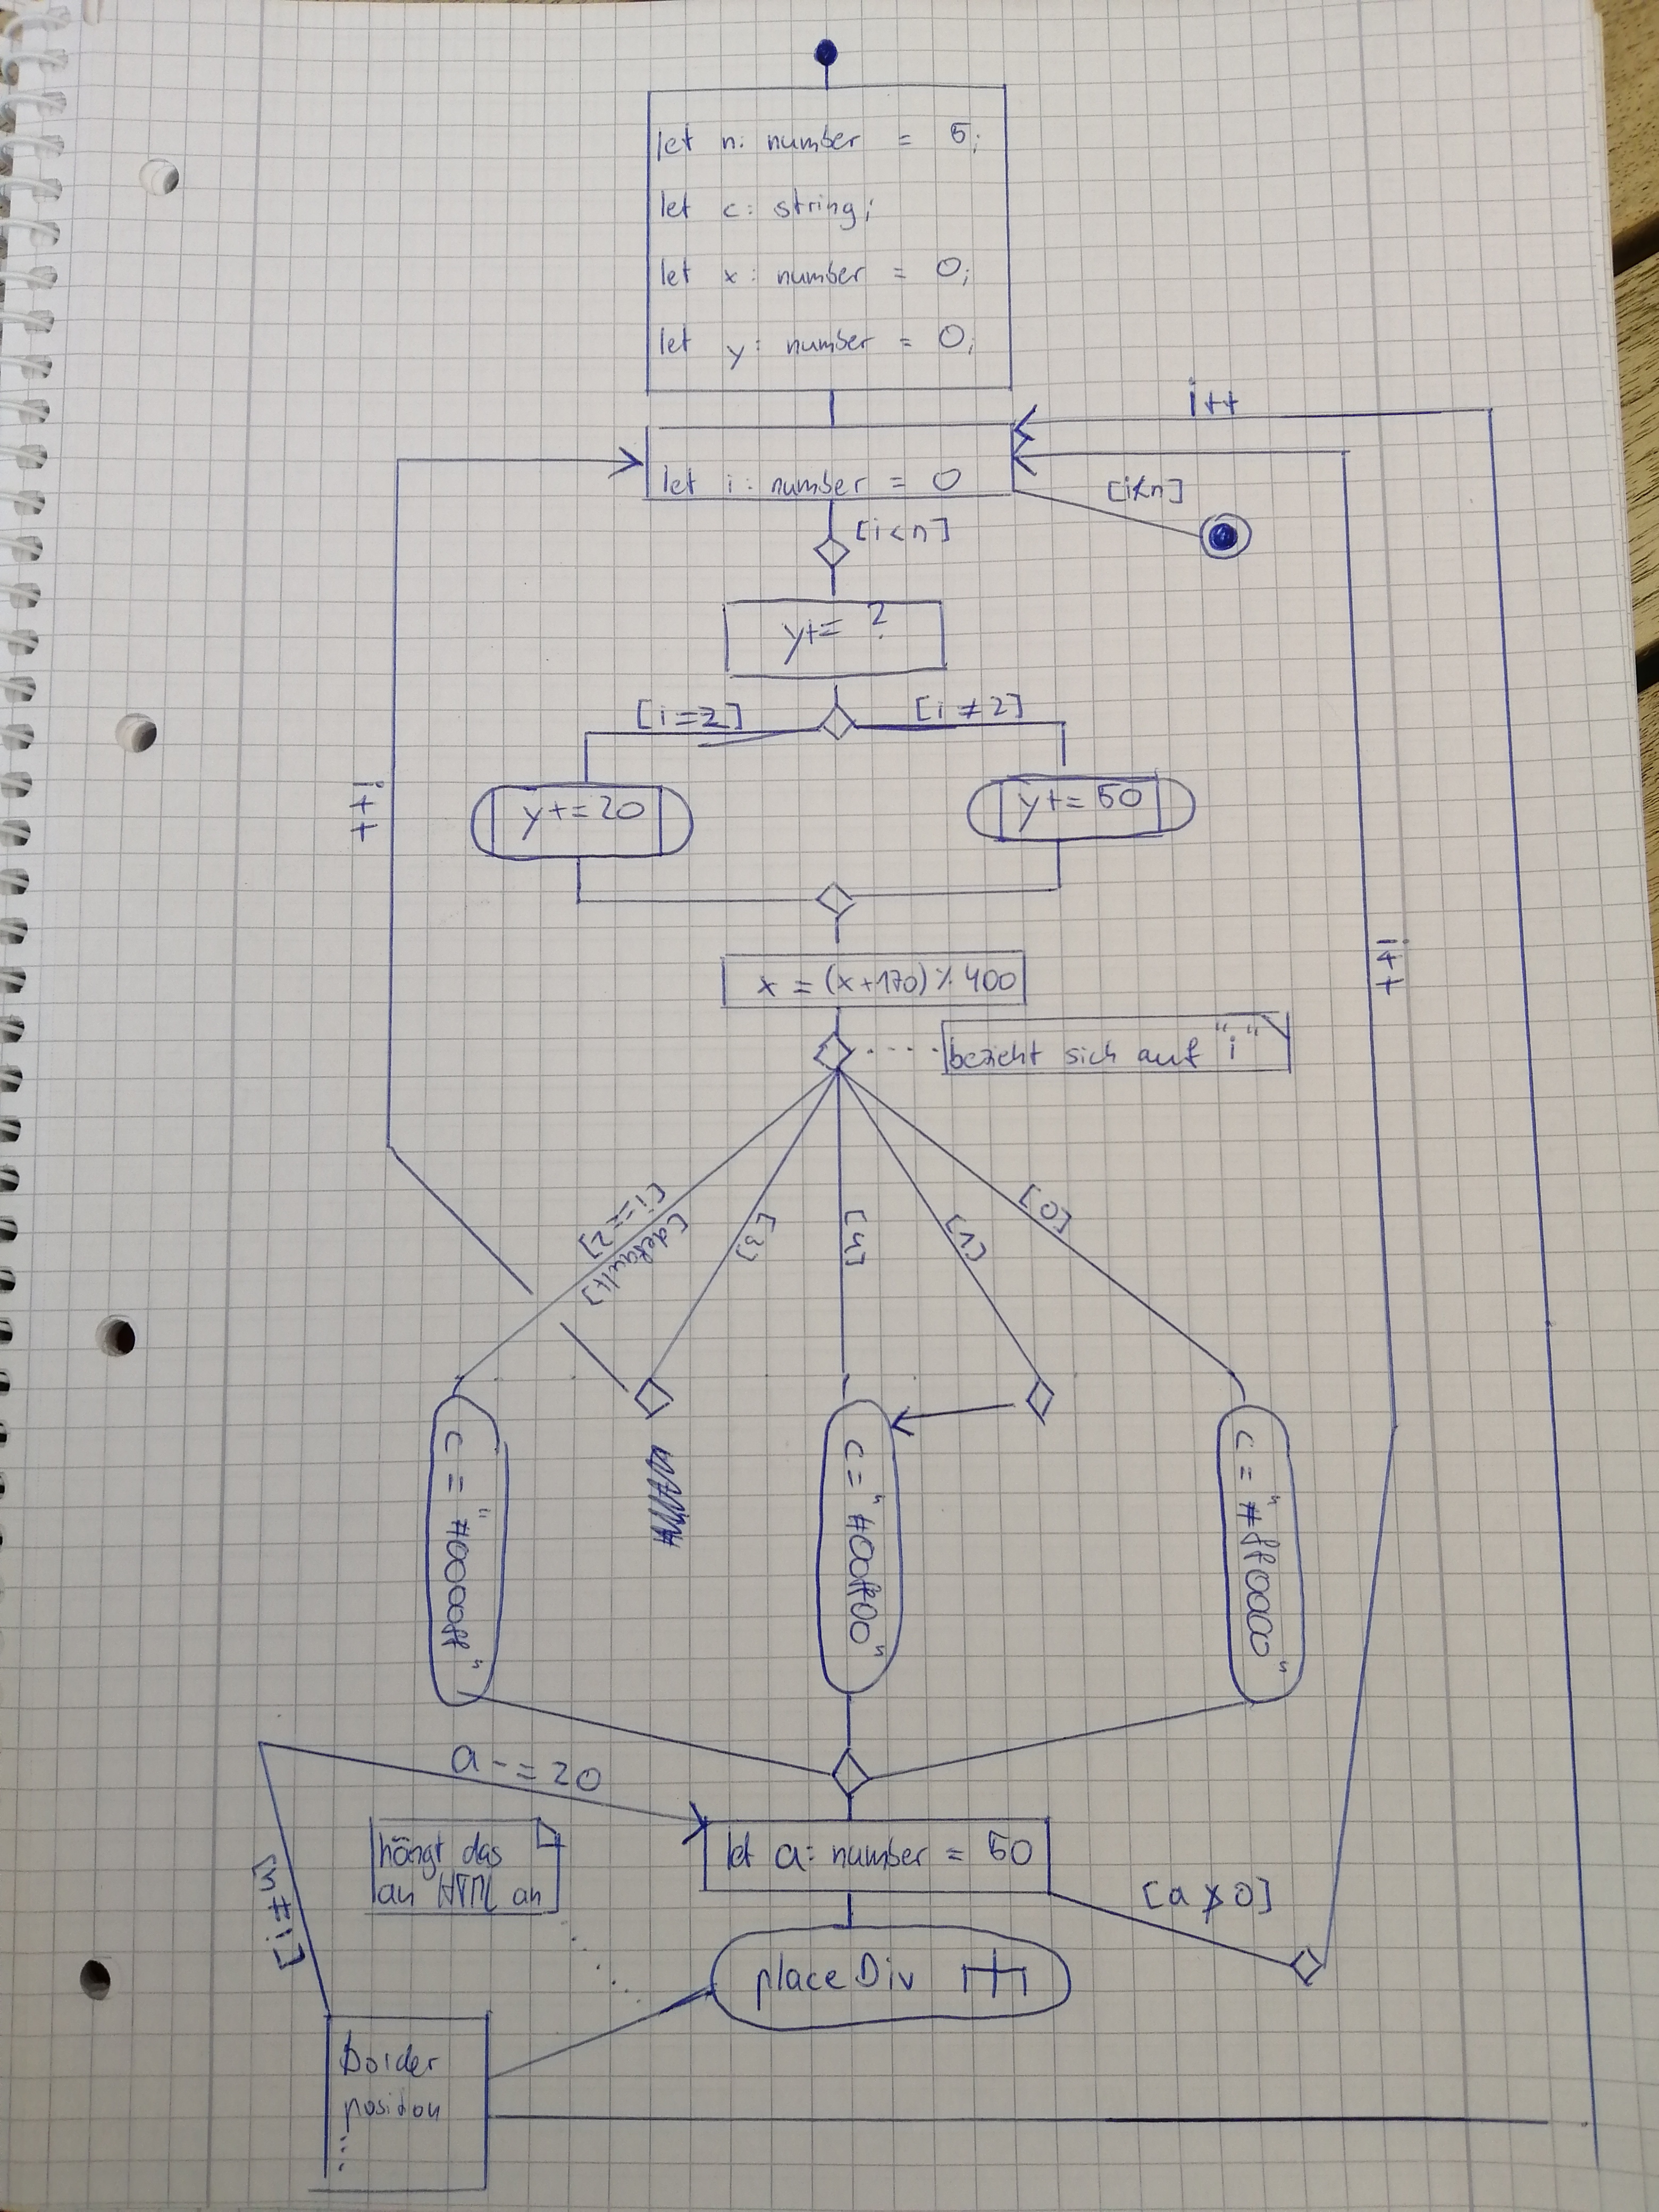 let n: number = 5;
let c: string;
let x: number = 0;
let y: number = 0;
i++
let i: number = 0
[i≮n]
[i<n]
y+= ?
[i=2]
[i≠2]
i++
y+=20
y+=50
i++
x = (x+170) % 400
bezieht sich auf "i"
[i==2]
[default]
[3]
[4]
[1]
[0]
c = "#0000ff"
c = "#00ff00"
c = "#ff0000"
a-=20
hängt das
an HTML an
let a: number = 50
[a≯0]
placeDiv
Border
position
...